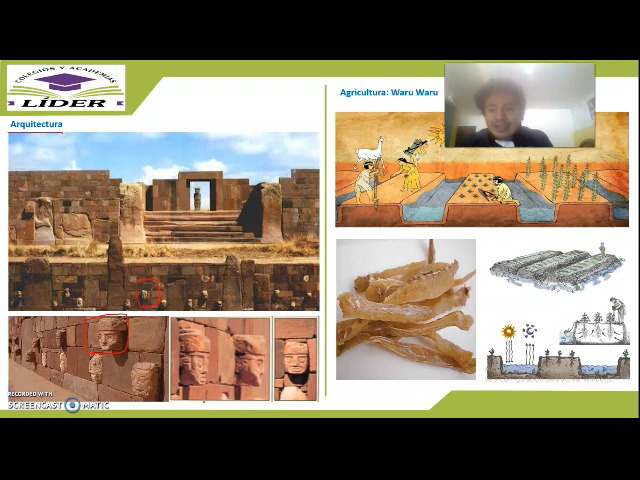 COLEGIOS Y ACADEMIAS
LÍDER
Arquitectura
Agricultura: Waru Waru
RECORDED WITH
SCREENCAST MATIC